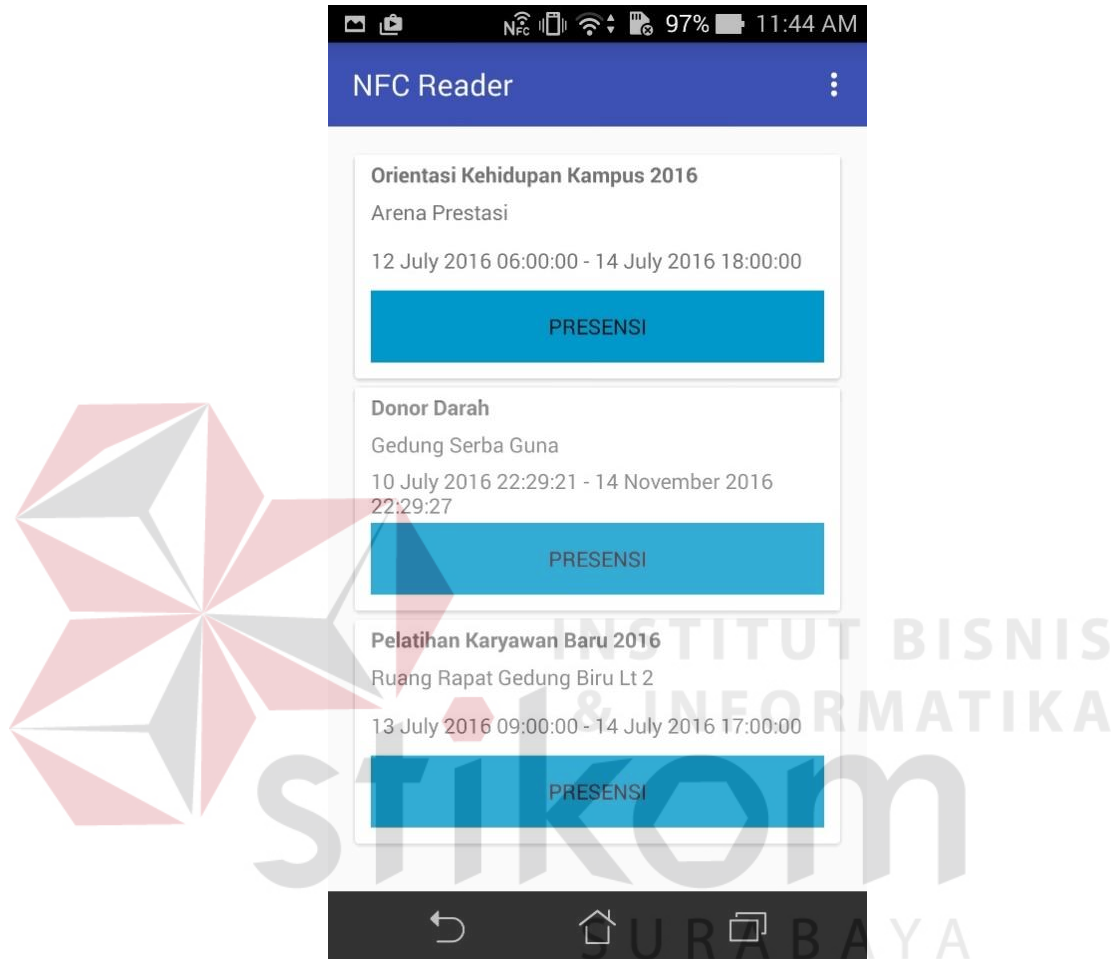 NFC 97% 11:44 AM
NFC Reader
Orientasi Kehidupan Kampus 2016
Arena Prestasi
12 July 2016 06:00:00 - 14 July 2016 18:00:00
PRESENSI
Donor Darah
Gedung Serba Guna
10 July 2016 22:29:21 - 14 November 2016
22:29:27
PRESENSI
Pelatihan Karyawan Baru 2016
Ruang Rapat Gedung Biru Lt 2
13 July 2016 09:00:00 - 14 July 2016 17:00:00
PRESENSI
INSTITUT BISNIS
& INFORMATIKA
stikom
SURABAYA